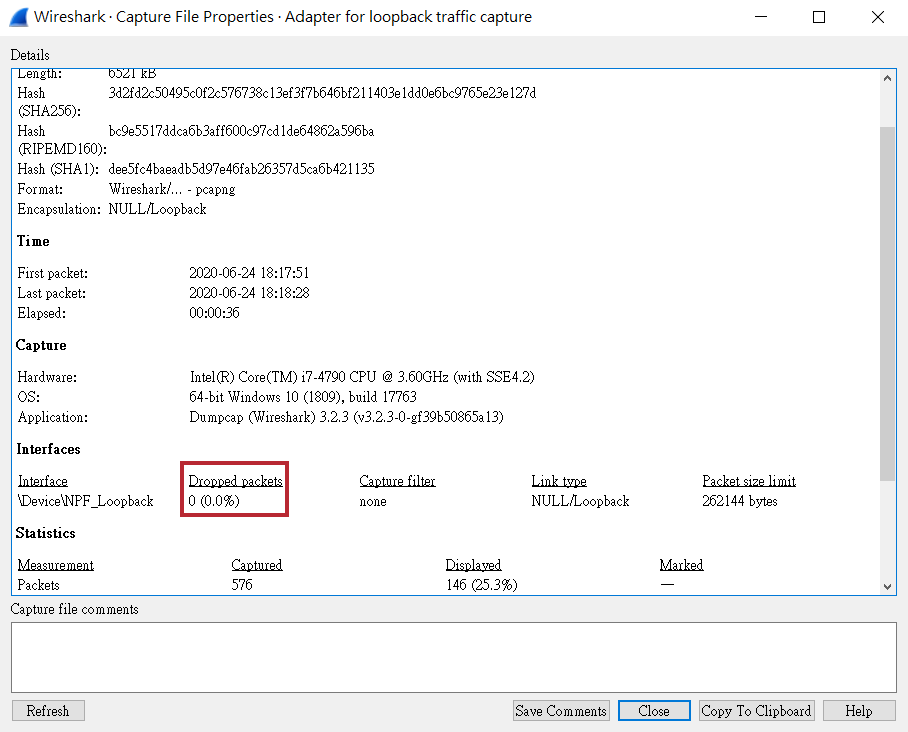 Wireshark · Capture File Properties · Adapter for loopback traffic capture
Details
Length: 6521 kB
Hash 3d2fd2c50495c0f2c576738c13ef3f7b646bf211403e1dd0e6bc9765e23e127d
(SHA256):
Hash bc9e5517ddca6b3aff600c97cd1de64862a596ba
(RIPEMD160):
Hash (SHA1): dee5fc4baeadb5d97e46fab26357d5ca6b421135
Format: Wireshark/... - pcapng
Encapsulation: NULL/Loopback
Time
First packet: 2020-06-24 18:17:51
Last packet: 2020-06-24 18:18:28
Elapsed: 00:00:36
Capture
Hardware: Intel(R) Core(TM) i7-4790 CPU @ 3.60GHz (with SSE4.2)
OS: 64-bit Windows 10 (1809), build 17763
Application: Dumpcap (Wireshark) 3.2.3 (v3.2.3-0-gf39b50865a13)
Interfaces
Interface Dropped packets Capture filter Link type Packet size limit
\Device\NPF_Loopback 0 (0.0%) none NULL/Loopback 262144 bytes
Statistics
Measurement Captured Displayed Marked
Packets 576 146 (25.3%) —
Capture file comments
Refresh Save Comments Close Copy To Clipboard Help